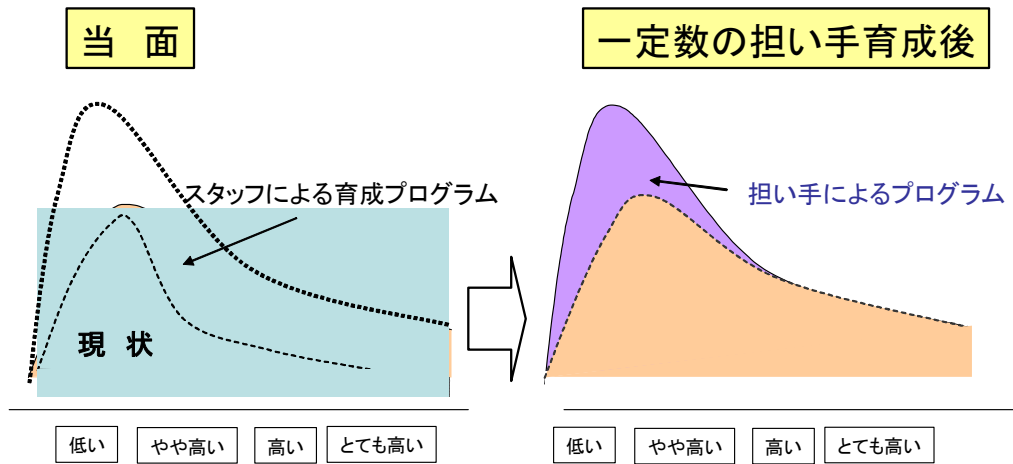 当　面
一定数の担い手育成後
スタッフによる育成プログラム
担い手によるプログラム
現　状
低い
やや高い
高い
とても高い
低い
やや高い
高い
とても高い